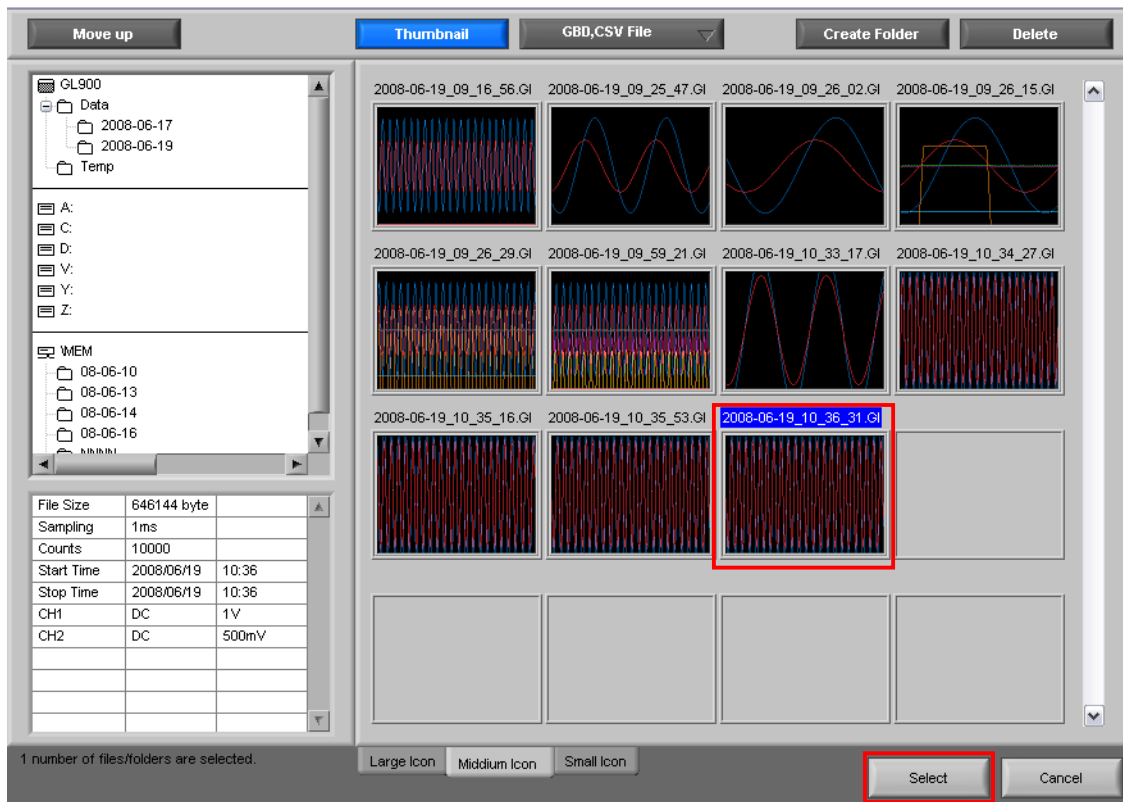 Move up
Thumbnail
GBD,CSV File
Create Folder
Delete
GL900
Data
2008-06-17
2008-06-19
Temp
A:
C:
D:
V:
Y:
Z:
\MEM
08-06-10
08-06-13
08-06-14
08-06-16
NNNN
File Size 646144 byte
Sampling 1ms
Counts 10000
Start Time 2008/06/19 10:36
Stop Time 2008/06/19 10:36
CH1 DC 1V
CH2 DC 500mV
2008-06-19_09_16_56.GI 2008-06-19_09_25_47.GI 2008-06-19_09_26_02.GI 2008-06-19_09_26_15.GI
2008-06-19_09_26_29.GI 2008-06-19_09_59_21.GI 2008-06-19_10_33_17.GI 2008-06-19_10_34_27.GI
2008-06-19_10_35_16.GI 2008-06-19_10_35_53.GI 2008-06-19_10_36_31.GI
1 number of files/folders are selected.
Large Icon
Middium Icon
Small Icon
Select
Cancel